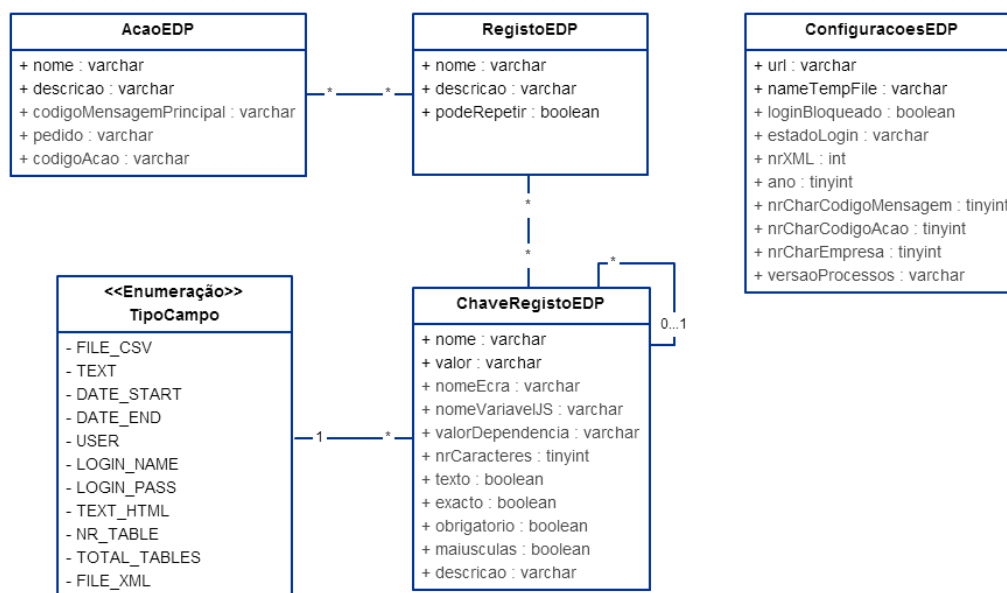 AcaoEDP
+ nome : varchar
+ descricao : varchar
+ codigoMensagemPrincipal : varchar
+ pedido : varchar
+ codigoAcao : varchar
*
*
RegistoEDP
+ nome : varchar
+ descricao : varchar
+ podeRepetir : boolean
ConfiguracoesEDP
+ url : varchar
+ nameTempFile : varchar
+ loginBloqueado : boolean
+ estadoLogin : varchar
+ nrXML : int
+ ano : tinyint
+ nrCharCodigoMensagem : tinyint
+ nrCharCodigoAcao : tinyint
+ nrCharEmpresa : tinyint
+ versaoProcessos : varchar
*
*
*
0...1
<<Enumeração>>
TipoCampo
- FILE_CSV
- TEXT
- DATE_START
- DATE_END
- USER
- LOGIN_NAME
- LOGIN_PASS
- TEXT_HTML
- NR_TABLE
- TOTAL_TABLES
- FILE_XML
1
*
ChaveRegistoEDP
+ nome : varchar
+ valor : varchar
+ nomeEcra : varchar
+ nomeVariavelJS : varchar
+ valorDependencia : varchar
+ nrCaracteres : tinyint
+ texto : boolean
+ exacto : boolean
+ obrigatorio : boolean
+ maiusculas : boolean
+ descricao : varchar